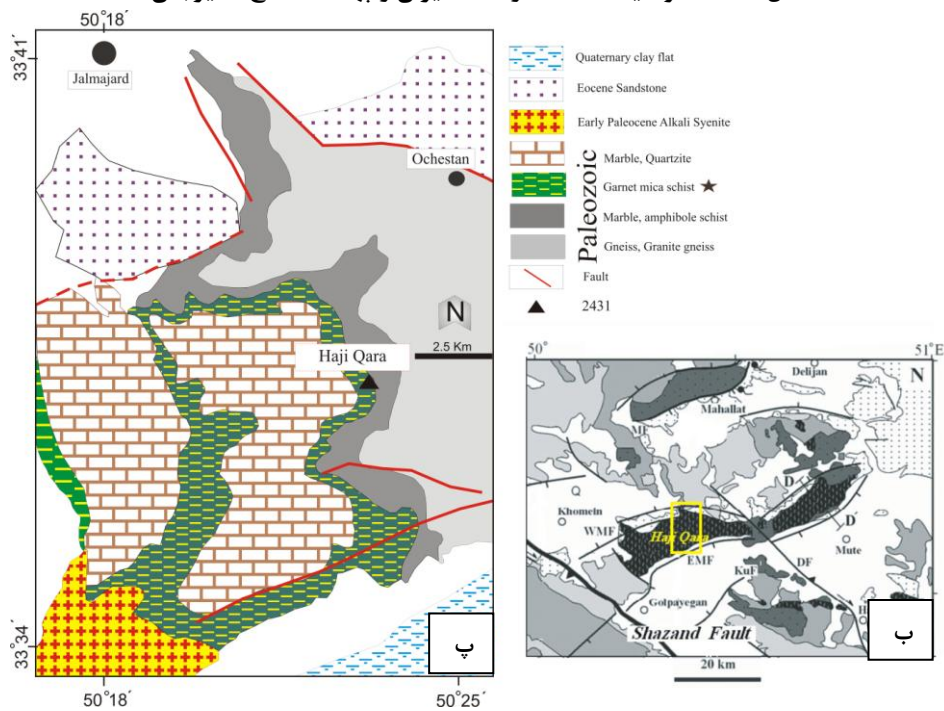 50°18´
33°41´
Jalmajard
Ochestan
Haji Qara
N
2.5 Km
33°34´
50°18´
50°25´
پ
Quaternary clay flat
Eocene Sandstone
Early Paleocene Alkali Syenite
Paleozoic
Marble, Quartzite
Garnet mica schist ★
Marble, amphibole schist
Gneiss, Granite gneiss
Fault
▲ 2431
50°
51°E
N
Delijan
Mahallat
Khomein
WMF
Haji Qara
EMF
D
D´
Mute
KuF
DF
Golpayegan
H
Shazand Fault
20 km
ب